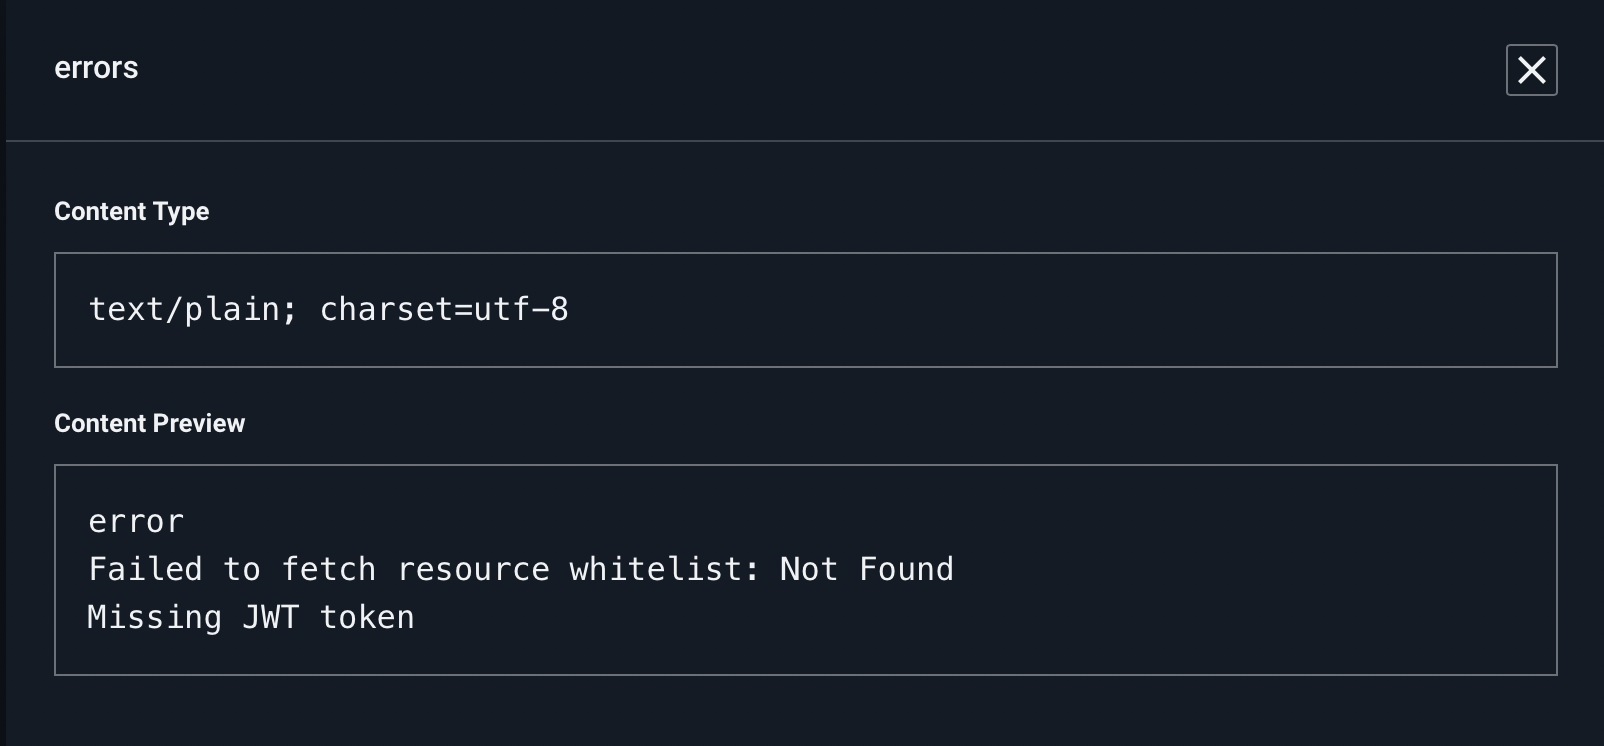 errors
Content Type
text/plain; charset=utf-8
Content Preview
error
Failed to fetch resource whitelist: Not Found
Missing JWT token